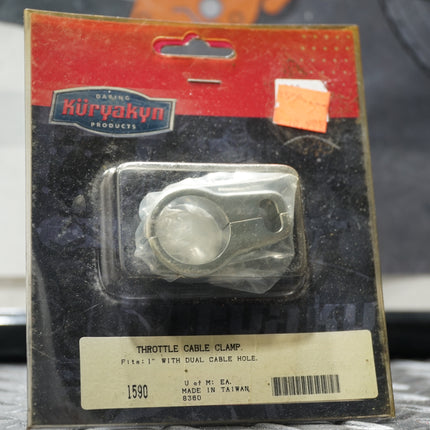 DARING
Küryakyn
PRODUCTS
THROTTLE CABLE CLAMP.
Fits:1" WITH DUAL CABLE HOLE.
1590
U of M: EA.
MADE IN TAIWAN
8360